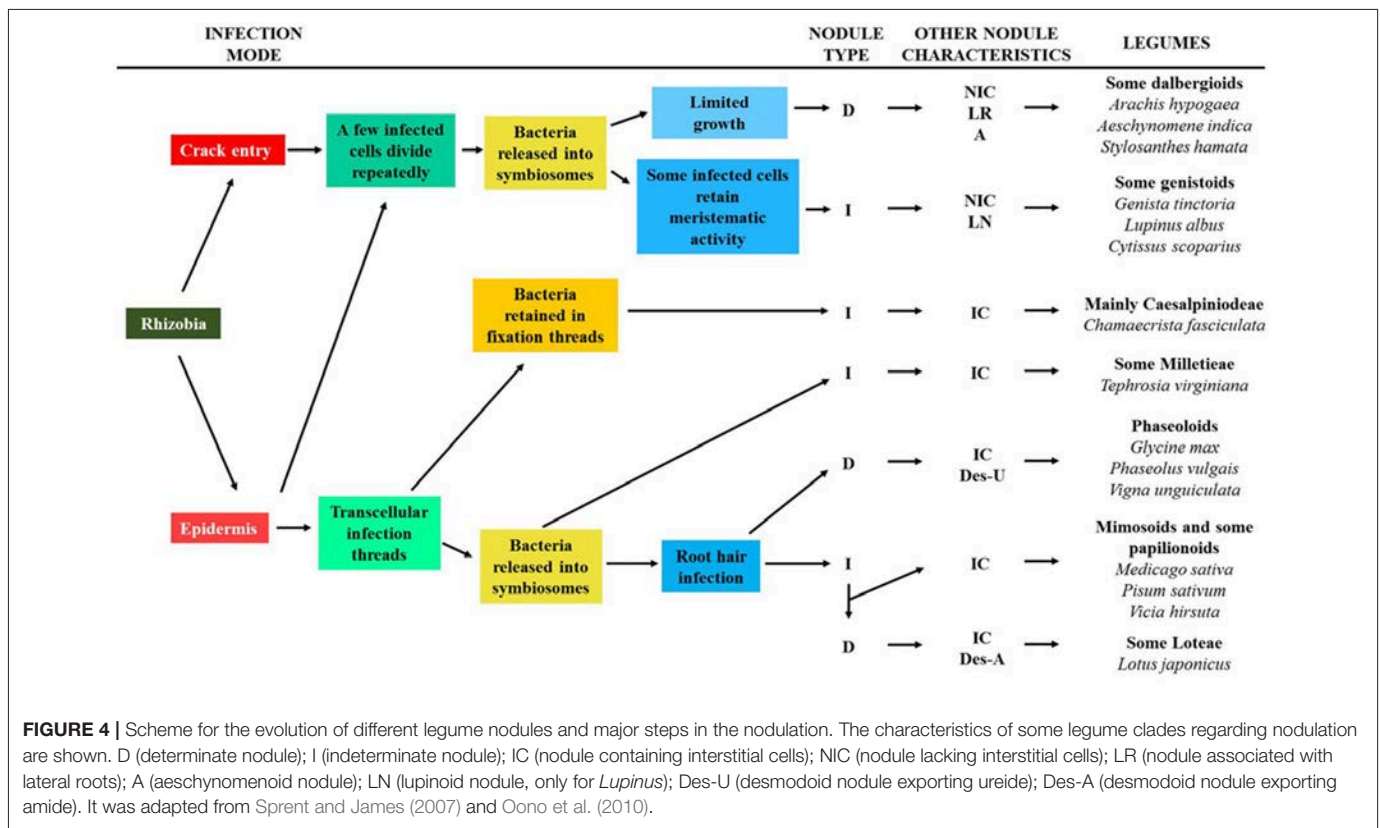 INFECTION
MODE
NODULE
TYPE
OTHER NODULE
CHARACTERISTICS
LEGUMES
Limited
growth
D
NIC
LR
A
Some dalbergioids
Arachis hypogaea
Aeschynomene indica
Stylosanthes hamata
Crack entry
A few infected
cells divide
repeatedly
Bacteria
released into
symbiosomes
Some infected cells
retain
meristematic
activity
I
NIC
LN
Some genistoids
Genista tinctoria
Lupinus albus
Cytissus scoparius
Rhizobia
Bacteria
retained in
fixation threads
I
IC
Mainly Caesalpiniodeae
Chamaecrista fasciculata
I
IC
Some Milletieae
Tephrosia virginiana
D
IC
Des-U
Phaseoloids
Glycine max
Phaseolus vulgais
Vigna unguiculata
Epidermis
Transcellular
infection
threads
Bacteria
released into
symbiosomes
Root hair
infection
I
IC
Mimosoids and some
papilionoids
Medicago sativa
Pisum sativum
Vicia hirsuta
D
IC
Des-A
Some Loteae
Lotus japonicus
FIGURE 4 | Scheme for the evolution of different legume nodules and major steps in the nodulation. The characteristics of some legume clades regarding nodulation
are shown. D (determinate nodule); I (indeterminate nodule); IC (nodule containing interstitial cells); NIC (nodule lacking interstitial cells); LR (nodule associated with
lateral roots); A (aeschynomenoid nodule); LN (lupinoid nodule, only for Lupinus); Des-U (desmodoid nodule exporting ureide); Des-A (desmodoid nodule exporting
amide). It was adapted from Sprent and James (2007) and Oono et al. (2010).